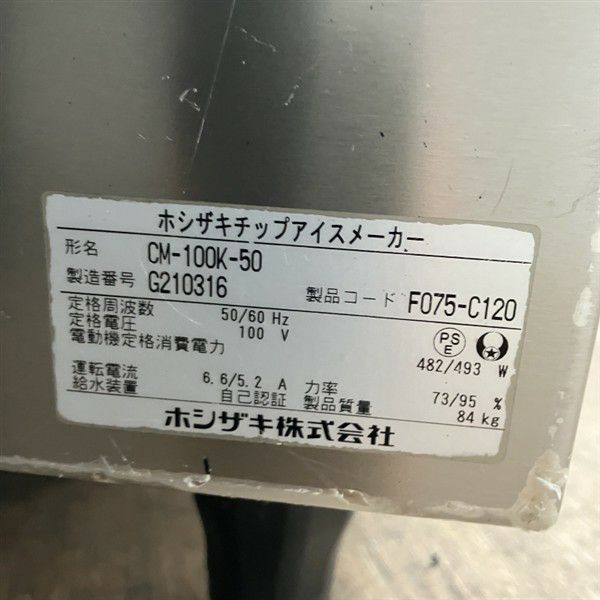 ホシザキチップアイスメーカー
形名 CM-100K-50
製造番号 G210316 製品コード F075-C120
定格周波数 50/60 Hz
定格電圧 100 V
PS E
電動機定格消費電力 482/493 W
運転電流 6.6/5.2 A 力率 73/95 %
給水装置 自己認証 製品質量 84 kg
ホシザキ株式会社